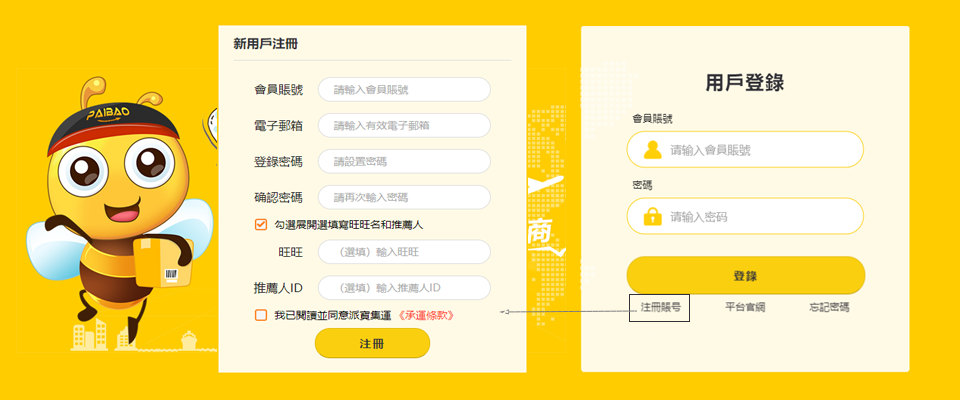 PAIBAO
新用戶注冊
會員賬號 請輸入會員賬號
電子郵箱 請輸入有效電子郵箱
登錄密碼 請設置密碼
确認密碼 請再次輸入密碼
勾選展開選填寫旺旺名和推薦人
旺旺 （選填）輸入旺旺
推薦人ID （選填）輸入推薦人ID
我已閱讀並同意派寶集運《承運條款》
注冊
商
用戶登錄
會員賬號
请输入會員賬號
密碼
请输入密码
登錄
注冊賬号 平台官網 忘記密碼